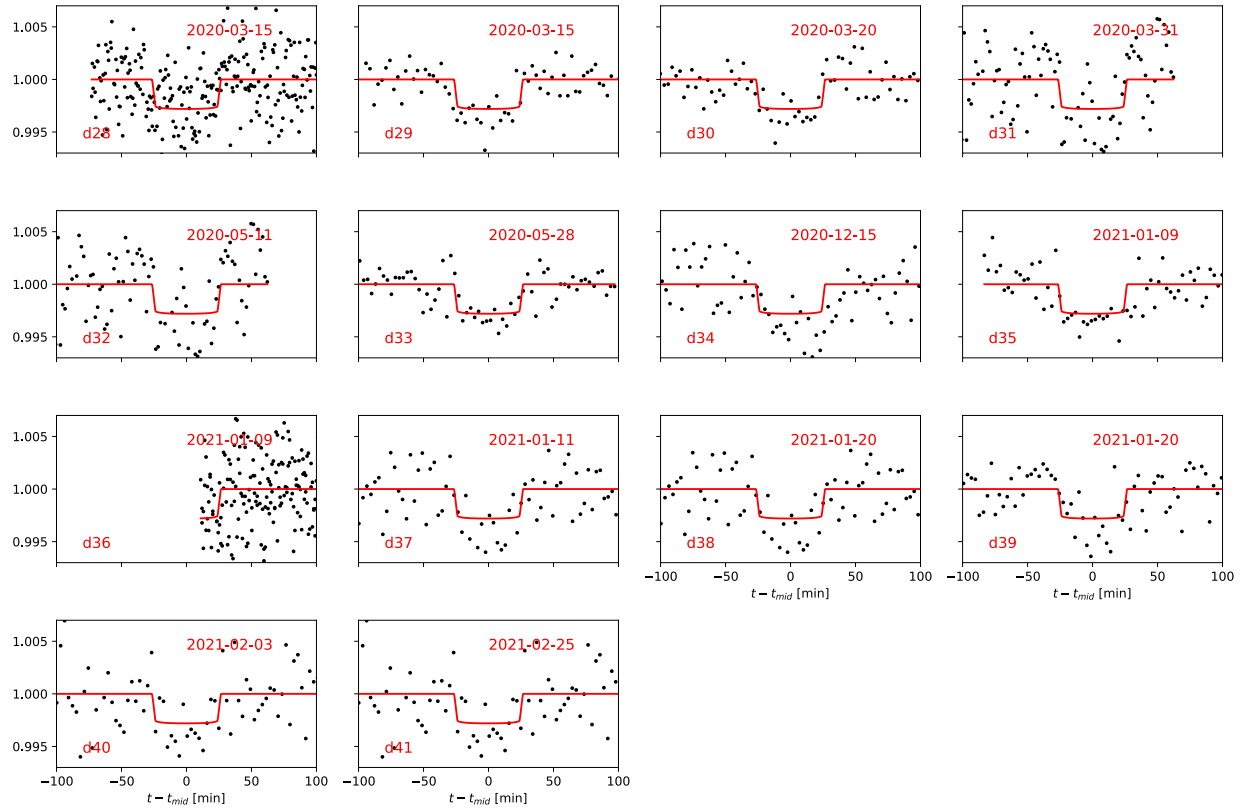 1.005
1.000
0.995
2020-03-15
d28
2020-03-15
d29
2020-03-20
d30
2020-03-31
d31
1.005
1.000
0.995
2020-05-11
d32
2020-05-28
d33
2020-12-15
d34
2021-01-09
d35
1.005
1.000
0.995
2021-01-09
d36
2021-01-11
d37
2021-01-20
d38
−100 −50 0 50 100
t − t_mid [min]
2021-01-20
d39
−100 −50 0 50 100
t − t_mid [min]
1.005
1.000
0.995
2021-02-03
d40
−100 −50 0 50 100
t − t_mid [min]
2021-02-25
d41
−100 −50 0 50 100
t − t_mid [min]